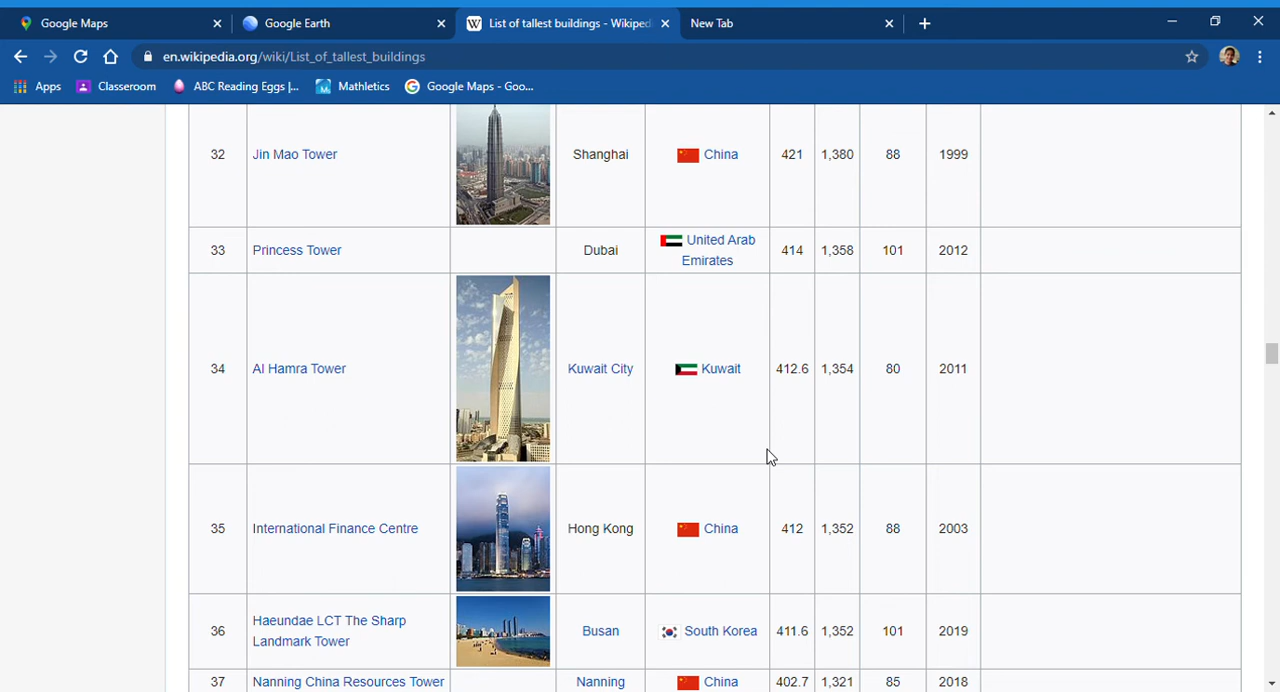 Google Maps
Google Earth
W List of tallest buildings - Wikiped
New Tab
en.wikipedia.org/wiki/List_of_tallest_buildings
Apps
Classroom
ABC Reading Eggs |...
Mathletics
Google Maps - Goo...
32 Jin Mao Tower Shanghai China 421 1,380 88 1999
33 Princess Tower Dubai United Arab Emirates 414 1,358 101 2012
34 Al Hamra Tower Kuwait City Kuwait 412.6 1,354 80 2011
35 International Finance Centre Hong Kong China 412 1,352 88 2003
36 Haeundae LCT The Sharp Landmark Tower Busan South Korea 411.6 1,352 101 2019
37 Nanning China Resources Tower Nanning China 402.7 1,321 85 2018